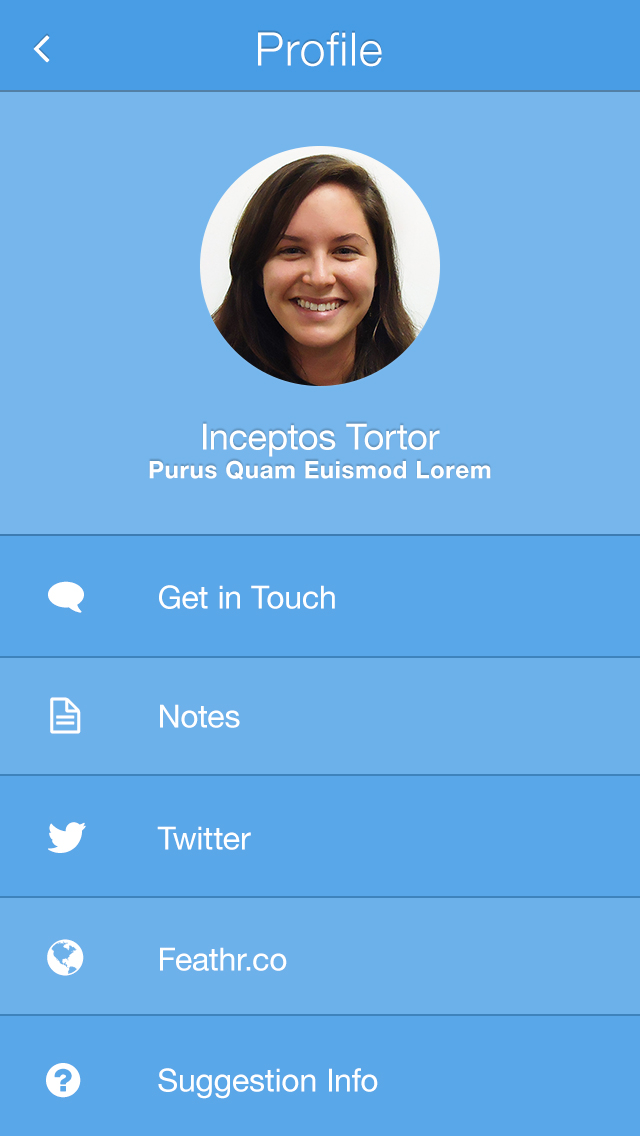 Profile
Inceptos Tortor
Purus Quam Euismod Lorem
Get in Touch
Notes
Twitter
Feathr.co
Suggestion Info